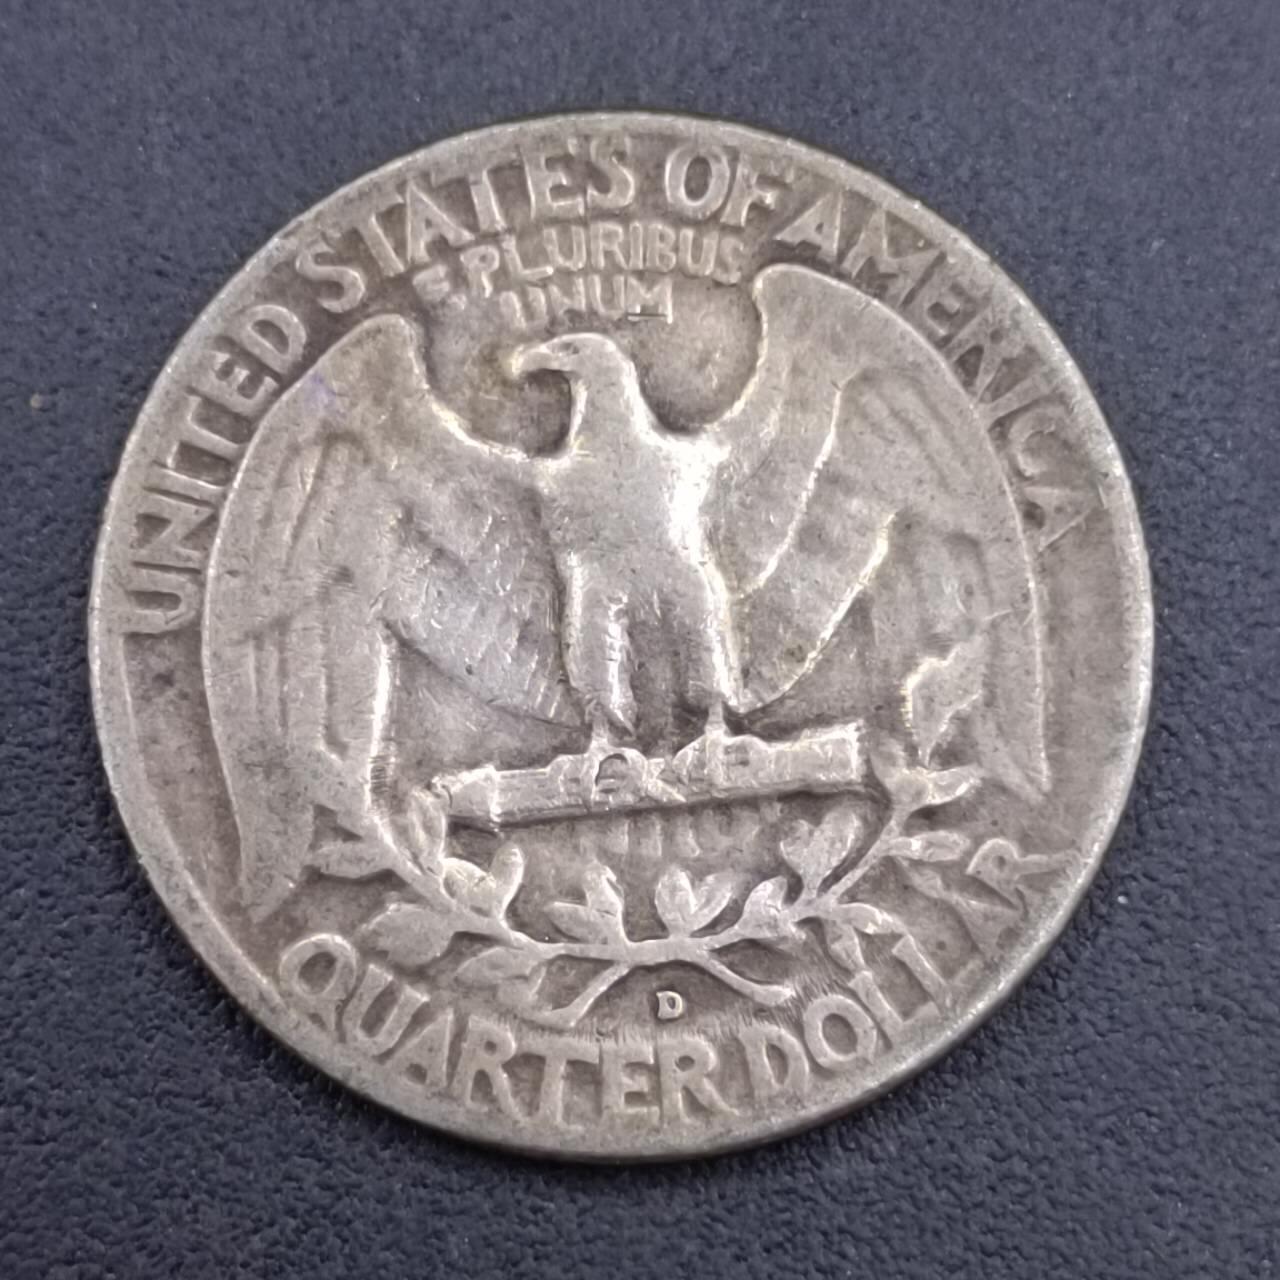 UNITED STATES OF AMERICA
E PLURIBUS
UNUM
D
QUARTER DOLLAR